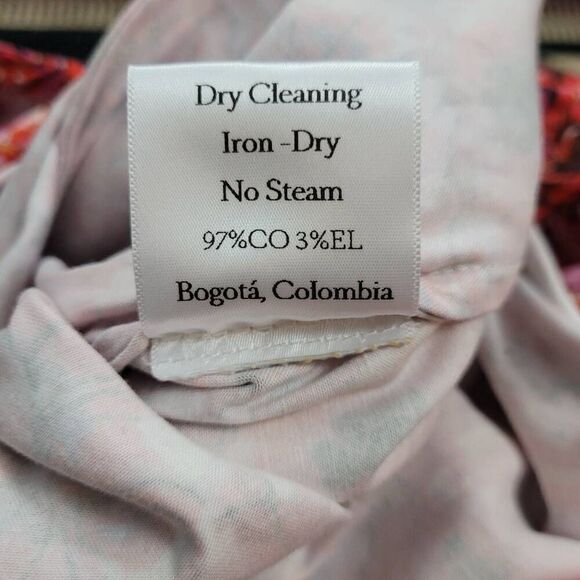 Dry Cleaning
Iron -Dry
No Steam
97%CO 3%EL
Bogotá, Colombia